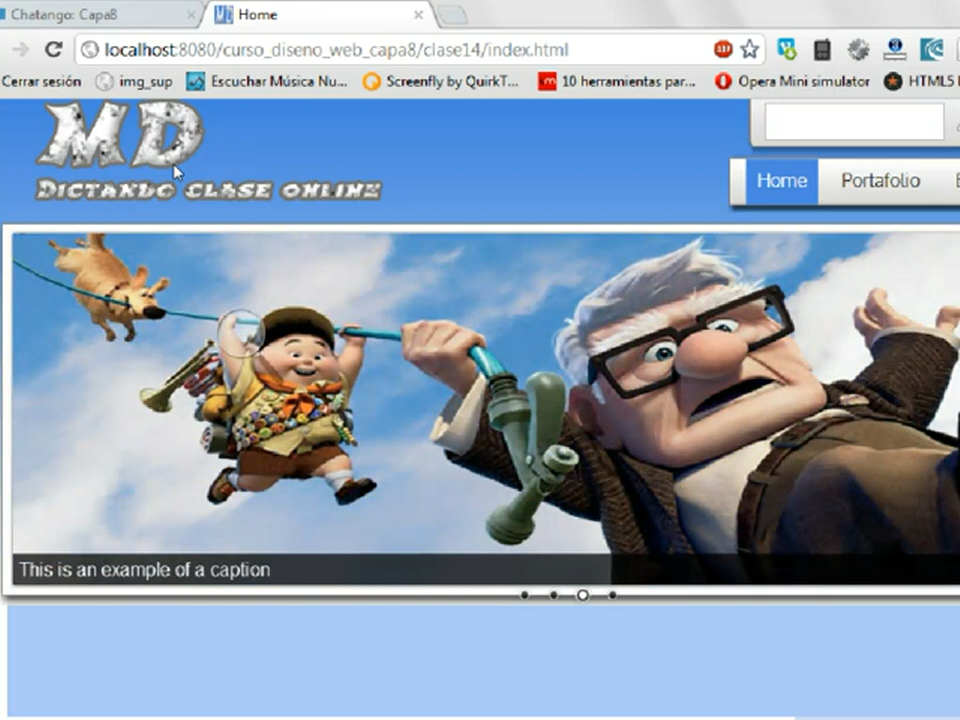 Chatango: Capa8
Home
localhost:8080/curso_diseno_web_capa8/clase14/index.html
Cerrar sesión
img_sup
Escuchar Música Nu...
Screenfly by QuirkT...
10 herramientas par...
Opera Mini simulator
HTML5
MD
Dictando clase online
Home
Portafolio
This is an example of a caption